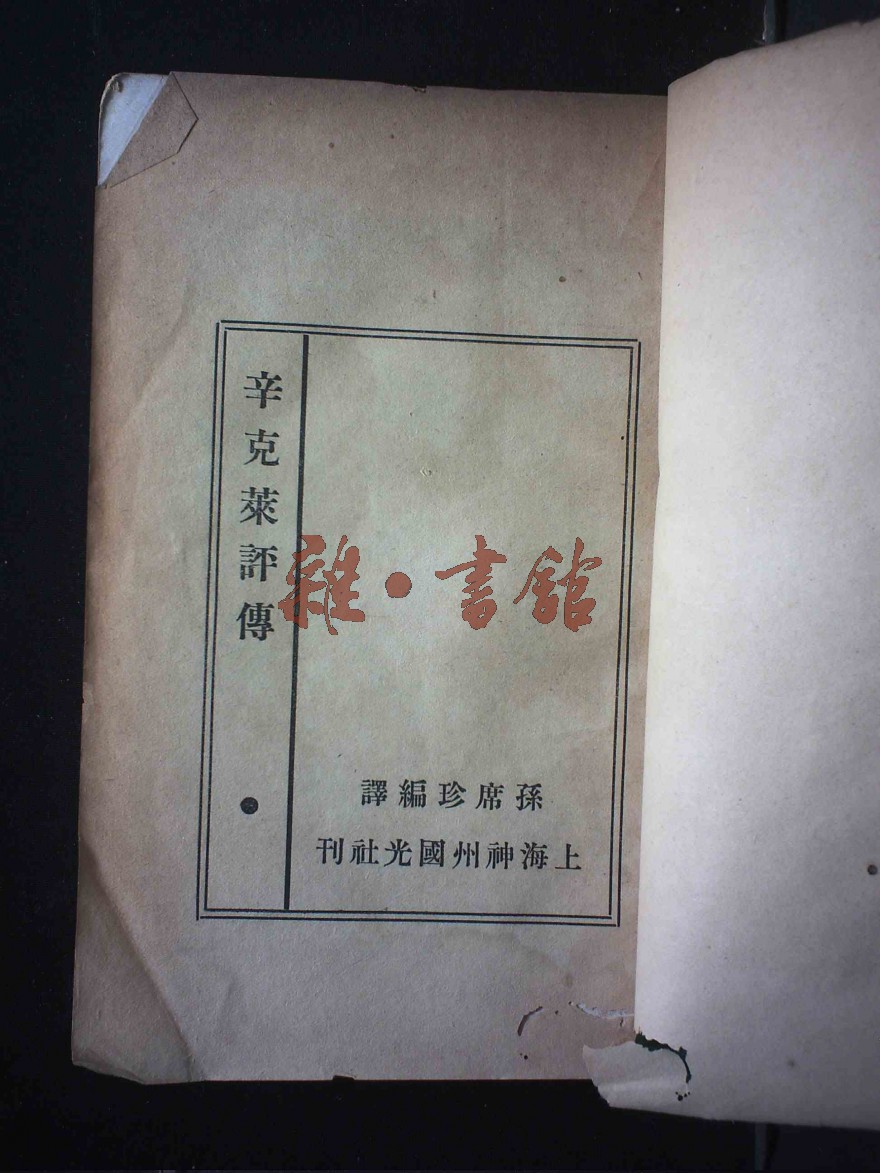 辛克萊評傳
孫席珍編譯
上海神州國光社刊
雜·書館